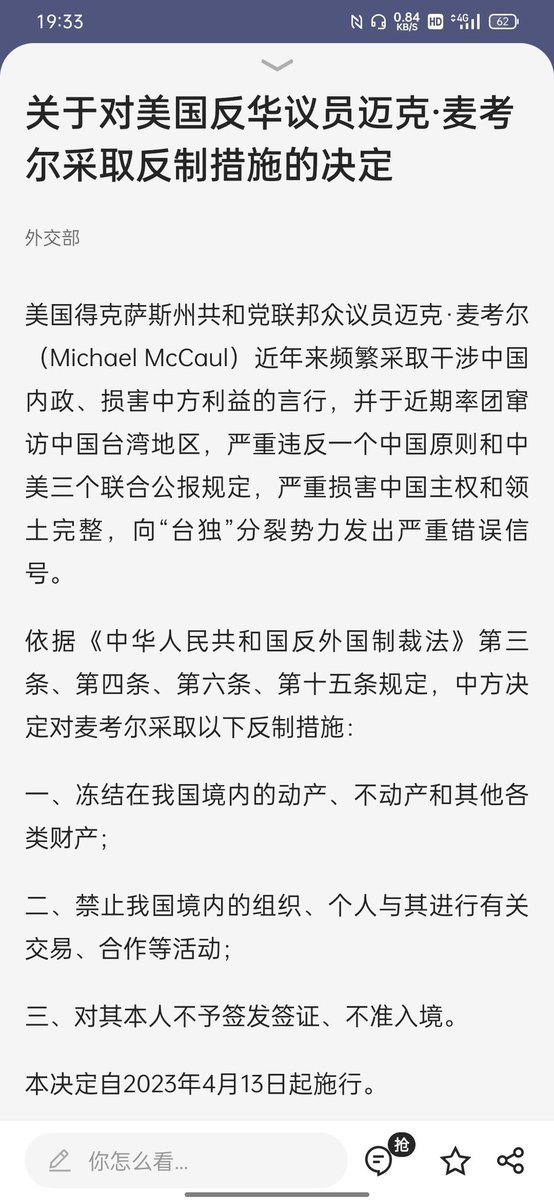 19:33
0.84
KB/S
HD
4G
62
关于对美国反华议员迈克·麦考
尔采取反制措施的决定
外交部
美国得克萨斯州共和党联邦众议员迈克·麦考尔
（Michael McCaul）近年来频繁采取干涉中国
内政、损害中方利益的言行，并于近期率团窜
访中国台湾地区，严重违反一个中国原则和中
美三个联合公报规定，严重损害中国主权和领
土完整，向“台独”分裂势力发出严重错误信
号。
依据《中华人民共和国反外国制裁法》第三
条、第四条、第六条、第十五条规定，中方决
定对麦考尔采取以下反制措施：
一、冻结在我国境内的动产、不动产和其他各
类财产；
二、禁止我国境内的组织、个人与其进行有关
交易、合作等活动；
三、对其本人不予签发签证、不准入境。
本决定自2023年4月13日起施行。
你怎么看...
抢